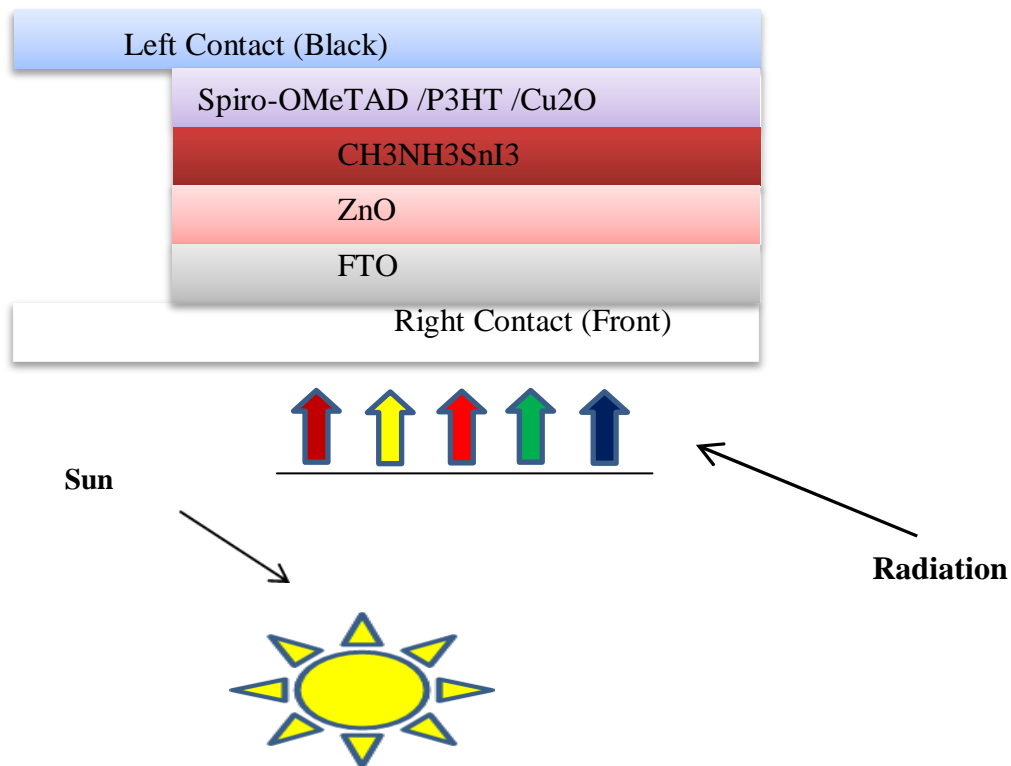 Left Contact (Black)
Spiro-OMeTAD /P3HT /Cu2O
CH3NH3SnI3
ZnO
FTO
Right Contact (Front)
Sun
Radiation